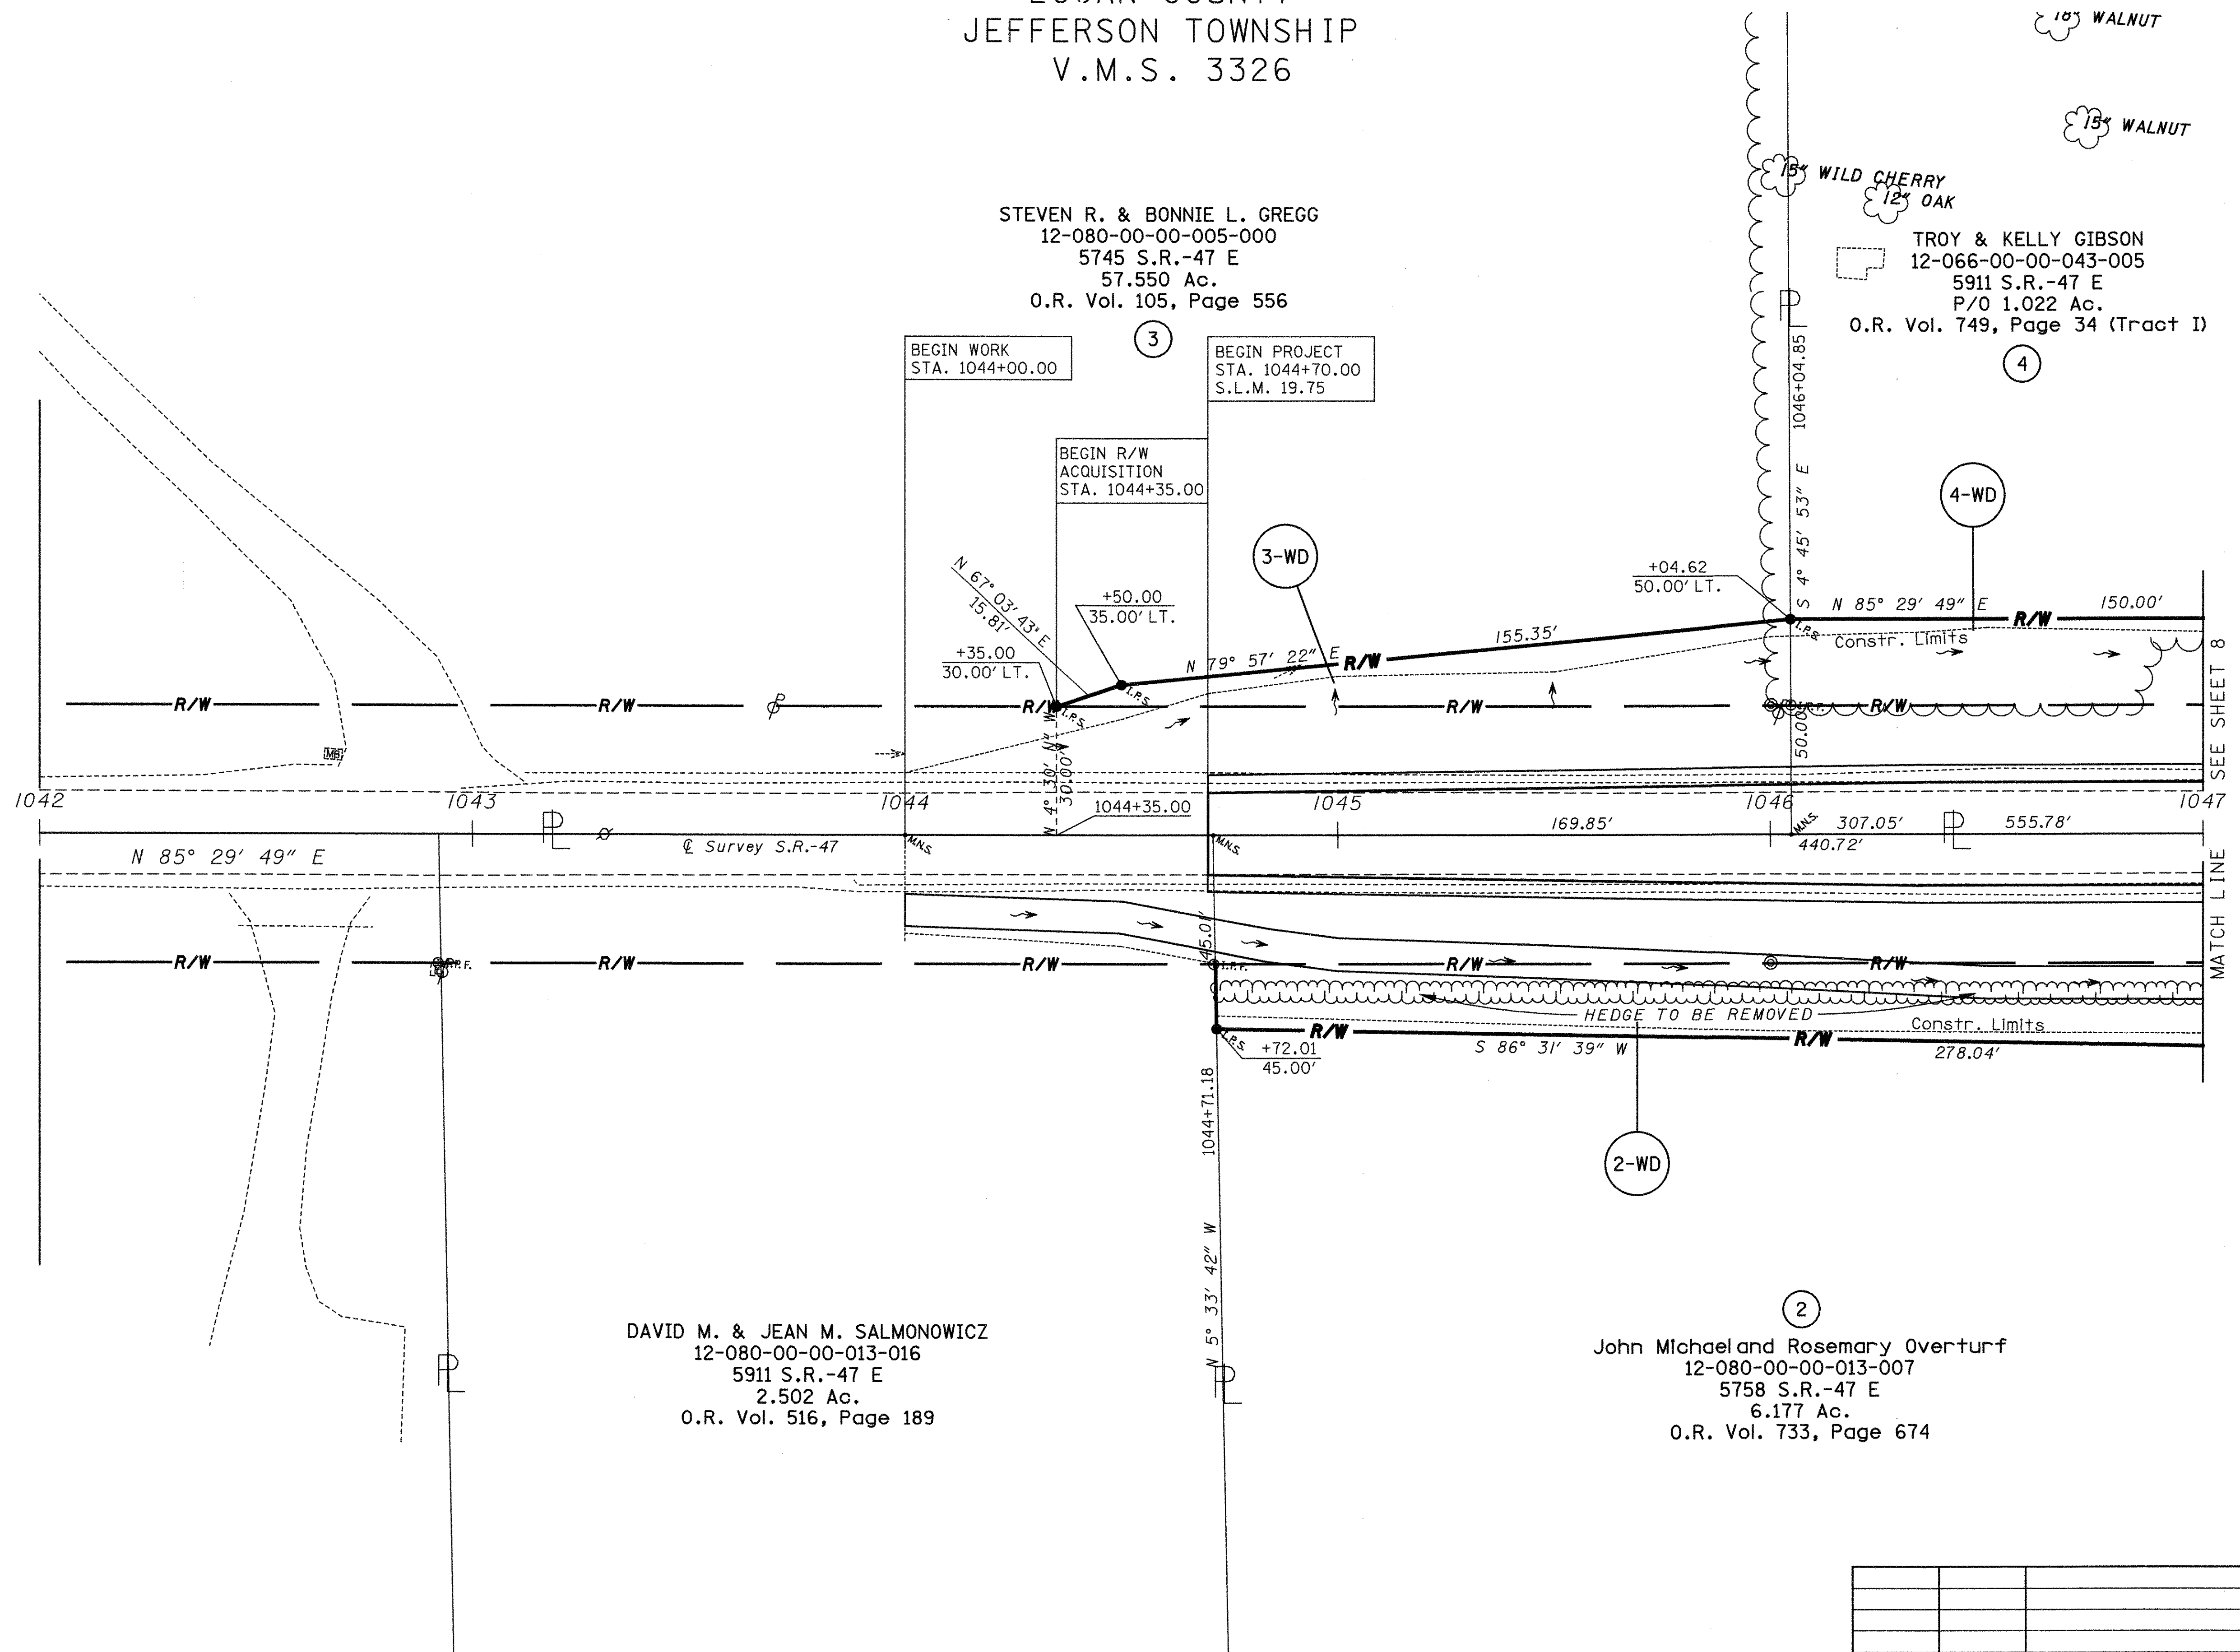 JEFFERSON TOWNSHIP
V.M.S. 3326
18" WALNUT
15" WALNUT
15" WILD CHERRY
12" OAK
STEVEN R. & BONNIE L. GREGG
12-080-00-00-005-000
5745 S.R.-47 E
57.550 Ac.
O.R. Vol. 105, Page 556
3
TROY & KELLY GIBSON
12-066-00-00-043-005
5911 S.R.-47 E
P/O 1.022 Ac.
O.R. Vol. 749, Page 34 (Tract I)
4
PL
1046+04.85
S 4° 45' 53" E
BEGIN WORK
STA. 1044+00.00
BEGIN PROJECT
STA. 1044+70.00
S.L.M. 19.75
BEGIN R/W
ACQUISITION
STA. 1044+35.00
4-WD
3-WD
N 67° 03' 43" E
15.81'
+50.00
35.00' LT.
+35.00
30.00' LT.
+04.62
50.00' LT.
N 85° 29' 49" E
R/W
150.00'
I.P.S.
Constr. Limits
N 79° 57' 22" E
R/W
155.35'
I.P.S.
I.P.S.
R/W
R/W
R/W
R/W
R/W
MB
50.00'
N 4° 30' 11" W
30.00'
1042
1043
1044
1044+35.00
1045
1046
1047
SEE SHEET 8
MATCH LINE
PL
℄ Survey S.R.-47
M.N.S.
M.N.S.
M.N.S.
169.85'
307.05'
440.72'
PL
555.78'
N 85° 29' 49" E
45.01'
R/W
I.P.F.
R/W
R/W
I.P.F.
R/W
R/W
HEDGE TO BE REMOVED
Constr. Limits
I.P.S.
R/W
R/W
+72.01
45.00'
S 86° 31' 39" W
278.04'
1044+71.18
N 5° 33' 42" W
PL
PL
2-WD
2
DAVID M. & JEAN M. SALMONOWICZ
12-080-00-00-013-016
5911 S.R.-47 E
2.502 Ac.
O.R. Vol. 516, Page 189
John Michael and Rosemary Overturf
12-080-00-00-013-007
5758 S.R.-47 E
6.177 Ac.
O.R. Vol. 733, Page 674